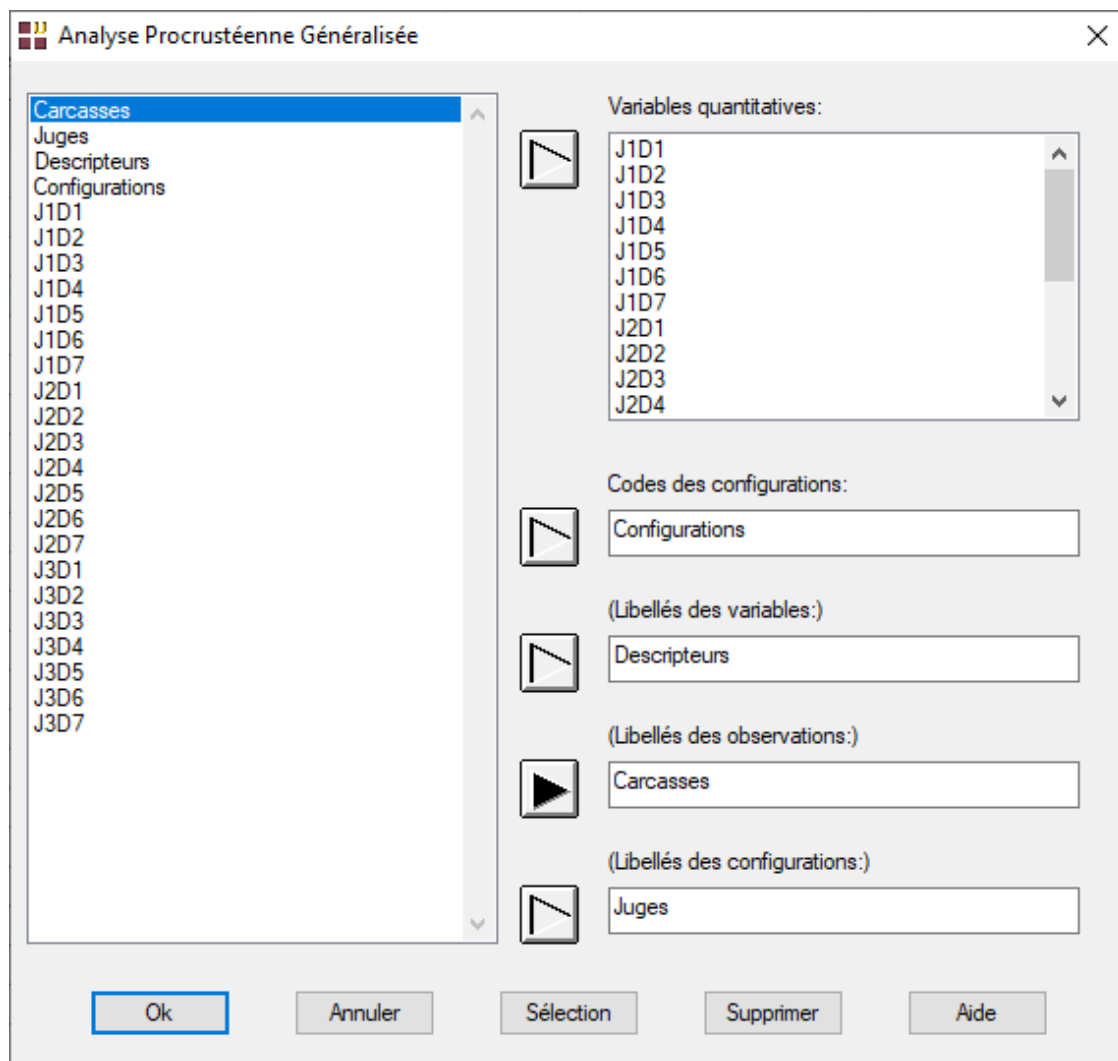 Analyse Procrustéenne Généralisée
Carcasses
Juges
Descripteurs
Configurations
J1D1
J1D2
J1D3
J1D4
J1D5
J1D6
J1D7
J2D1
J2D2
J2D3
J2D4
J2D5
J2D6
J2D7
J3D1
J3D2
J3D3
J3D4
J3D5
J3D6
J3D7
Variables quantitatives:
J1D1
J1D2
J1D3
J1D4
J1D5
J1D6
J1D7
J2D1
J2D2
J2D3
J2D4
Codes des configurations:
Configurations
(Libellés des variables:)
Descripteurs
(Libellés des observations:)
Carcasses
(Libellés des configurations:)
Juges
Ok Annuler Sélection Supprimer Aide